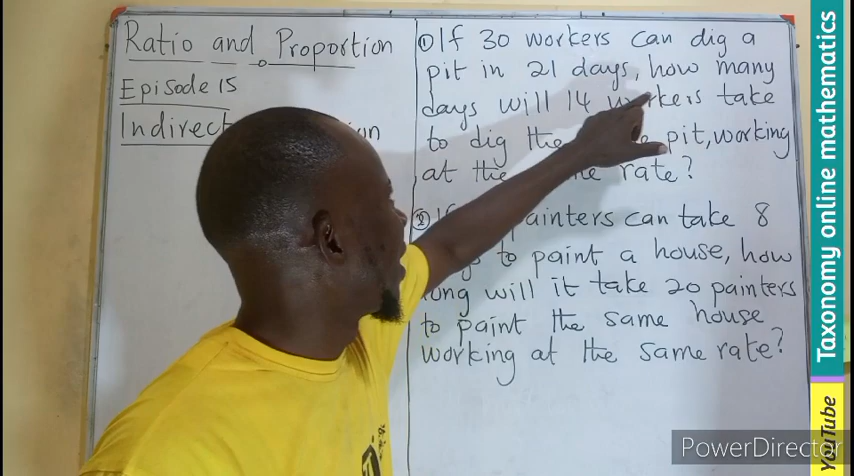 Ratio and Proportion
Episode 15
Indirect
① If 30 workers can dig a
pit in 21 days, how many
days will 14 workers take
to dig the pit, working
at the rate?
② If painters can take 8
to paint a house, how
long will it take 20 painters
to paint the same house
working at the same rate?
Taxonomy online mathematics
YouTube
PowerDirector